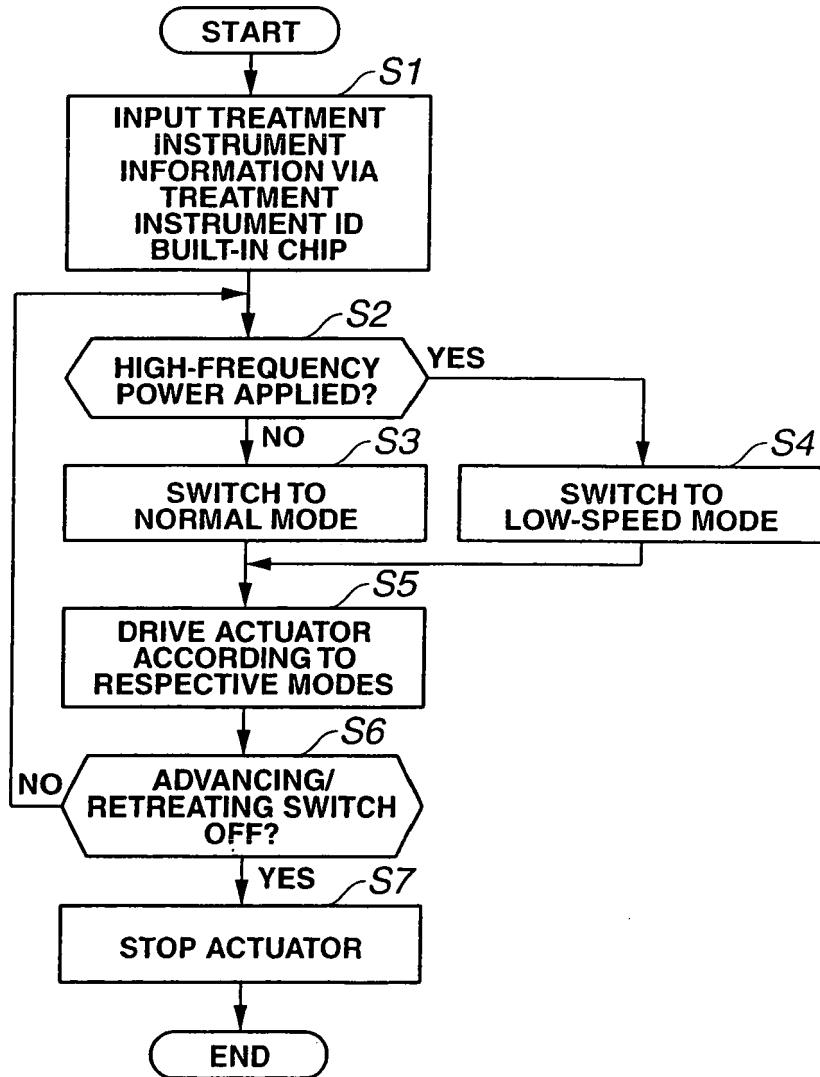 START
S1
INPUT TREATMENT
INSTRUMENT
INFORMATION VIA
TREATMENT
INSTRUMENT ID
BUILT-IN CHIP
S2
HIGH-FREQUENCY
POWER APPLIED?
YES
NO
S3
SWITCH TO
NORMAL MODE
S4
SWITCH TO
LOW-SPEED MODE
S5
DRIVE ACTUATOR
ACCORDING TO
RESPECTIVE MODES
S6
NO
ADVANCING/
RETREATING SWITCH
OFF?
YES
S7
STOP ACTUATOR
END